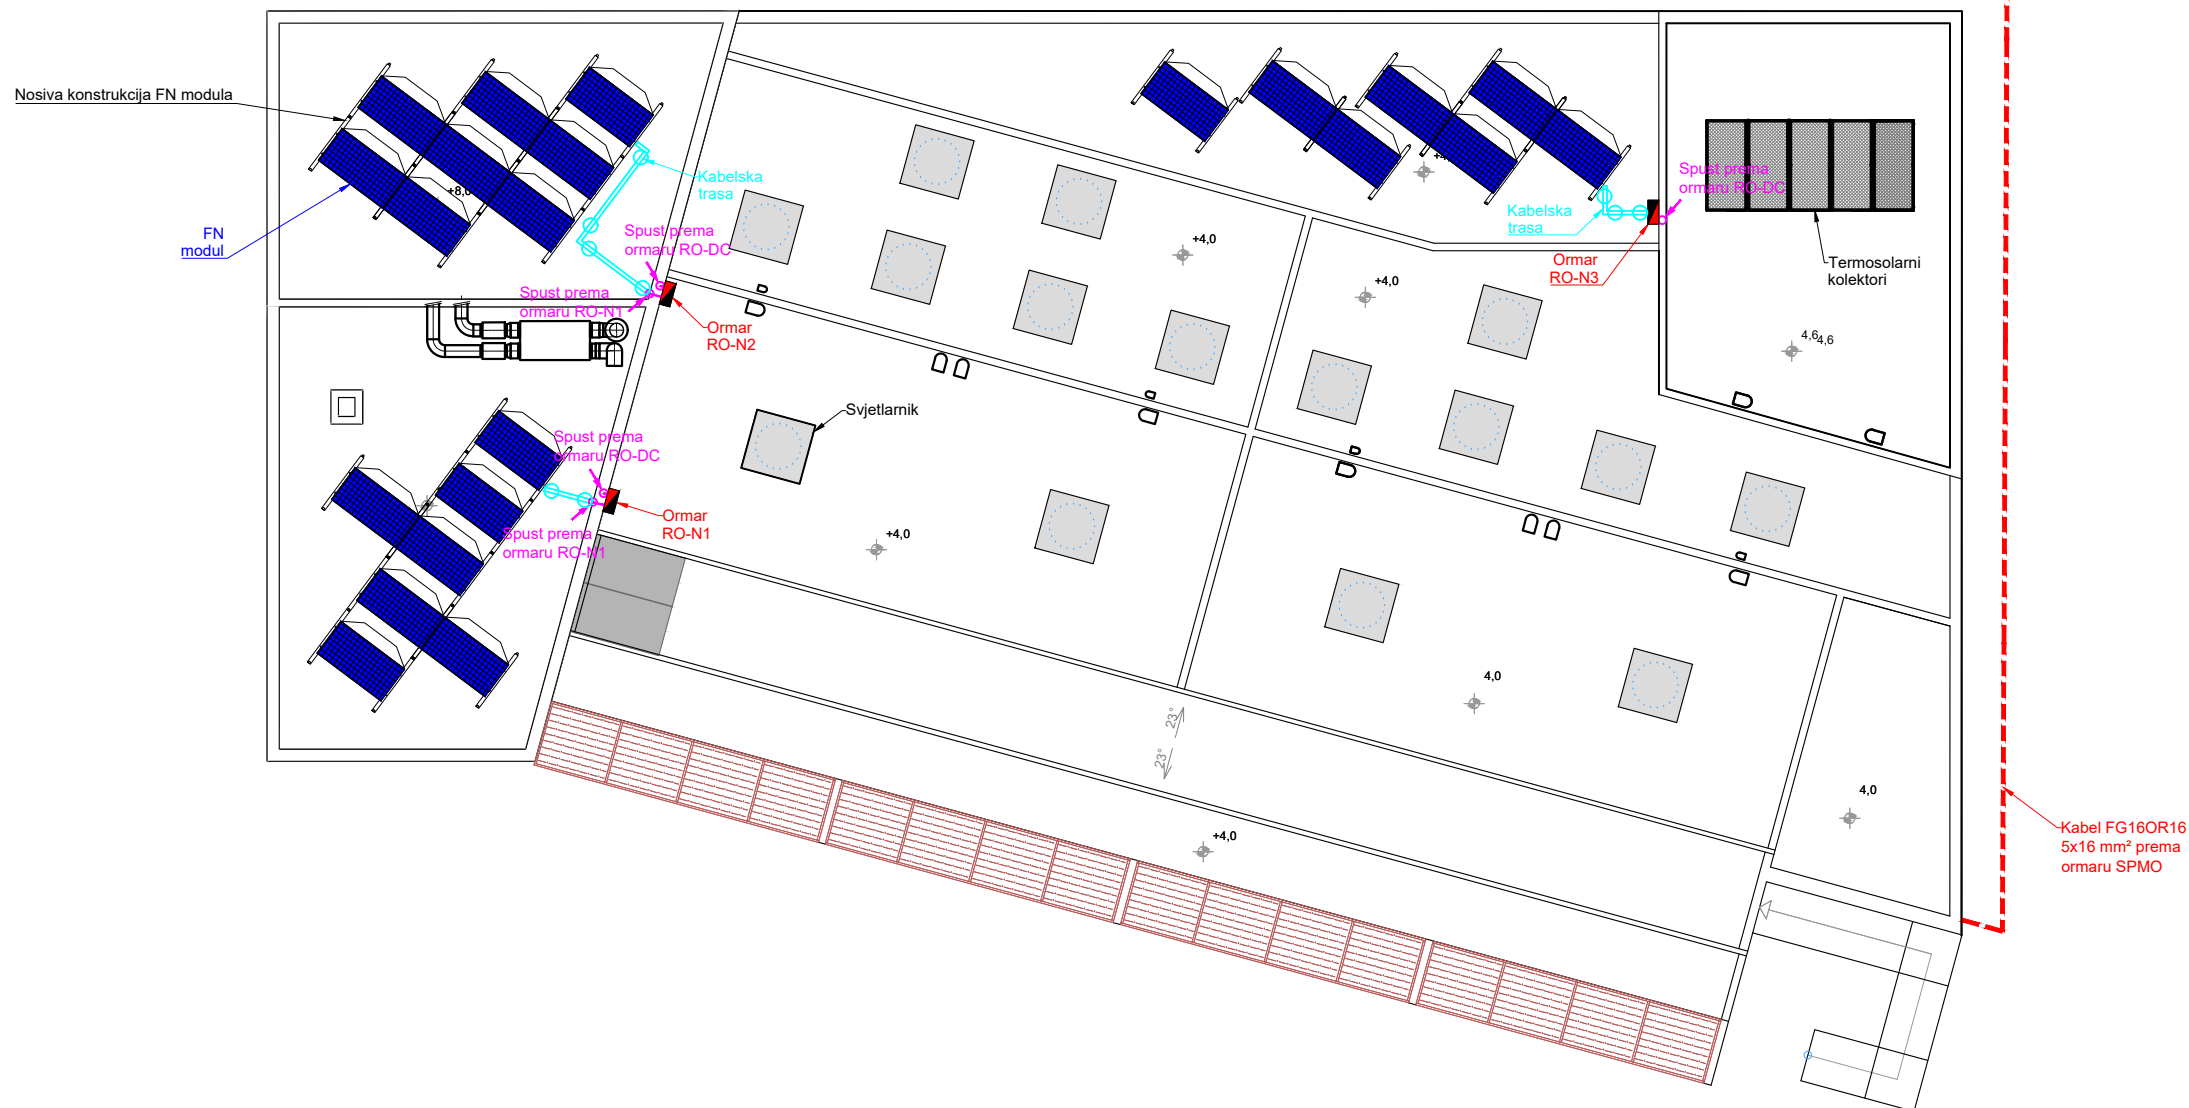 Nosiva konstrukcija FN modula
+8,0
FN
modul
Kabelska
trasa
Spust prema
ormaru RO-DC
Spust prema
ormaru RO-N1
Ormar
RO-N2
+4,0
+4,0
Kabelska
trasa
Spust prema
ormaru RO-DC
Ormar
RO-N3
Termosolarni
kolektori
4,6
4,6
Svjetlarnik
Spust prema
ormaru RO-DC
Spust prema
ormaru RO-N1
Ormar
RO-N1
+4,0
4,0
23°
23°
+4,0
4,0
Kabel FG16OR16
5x16 mm² prema
ormaru SPMO